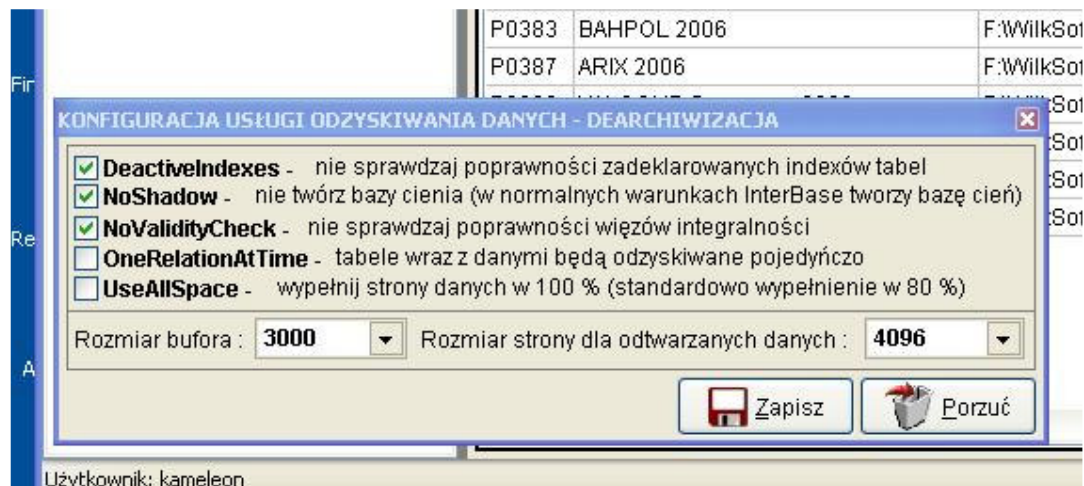 P0383 BAHPOL 2006 F:\WilkSof
P0387 ARIX 2006 F:\WilkSof
Fir
KONFIGURACJA USŁUGI ODZYSKIWANIA DANYCH - DEARCHIWIZACJA
DeactiveIndexes - nie sprawdzaj poprawności zadeklarowanych indexów tabel
NoShadow - nie twórz bazy cienia (w normalnych warunkach InterBase tworzy bazę cień)
NoValidityCheck - nie sprawdzaj poprawności więzów integralności
Re
OneRelationAtTime - tabele wraz z danymi będą odzyskiwane pojedyńczo
UseAllSpace - wypełnij strony danych w 100 % (standardowo wypełnienie w 80 %)
Rozmiar bufora : 3000 Rozmiar strony dla odtwarzanych danych : 4096
A
Zapisz Porzuć
Użytkownik: kameleon